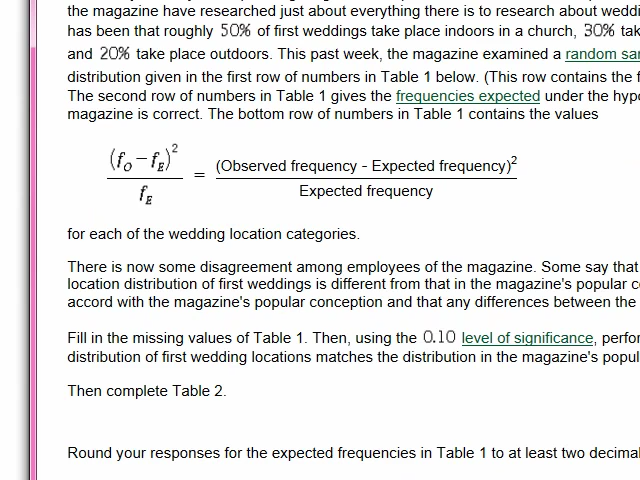 the magazine have researched just about everything there is to research about weddi
has been that roughly 50% of first weddings take place indoors in a church, 30% tak
and 20% take place outdoors. This past week, the magazine examined a random sar
distribution given in the first row of numbers in Table 1 below. (This row contains the f
The second row of numbers in Table 1 gives the frequencies expected under the hypo
magazine is correct. The bottom row of numbers in Table 1 contains the values
(fO − fE)² / fE = (Observed frequency - Expected frequency)² / Expected frequency
for each of the wedding location categories.
There is now some disagreement among employees of the magazine. Some say that
location distribution of first weddings is different from that in the magazine's popular c
accord with the magazine's popular conception and that any differences between the
Fill in the missing values of Table 1. Then, using the 0.10 level of significance, perfor
distribution of first wedding locations matches the distribution in the magazine's popul
Then complete Table 2.
Round your responses for the expected frequencies in Table 1 to at least two decimal